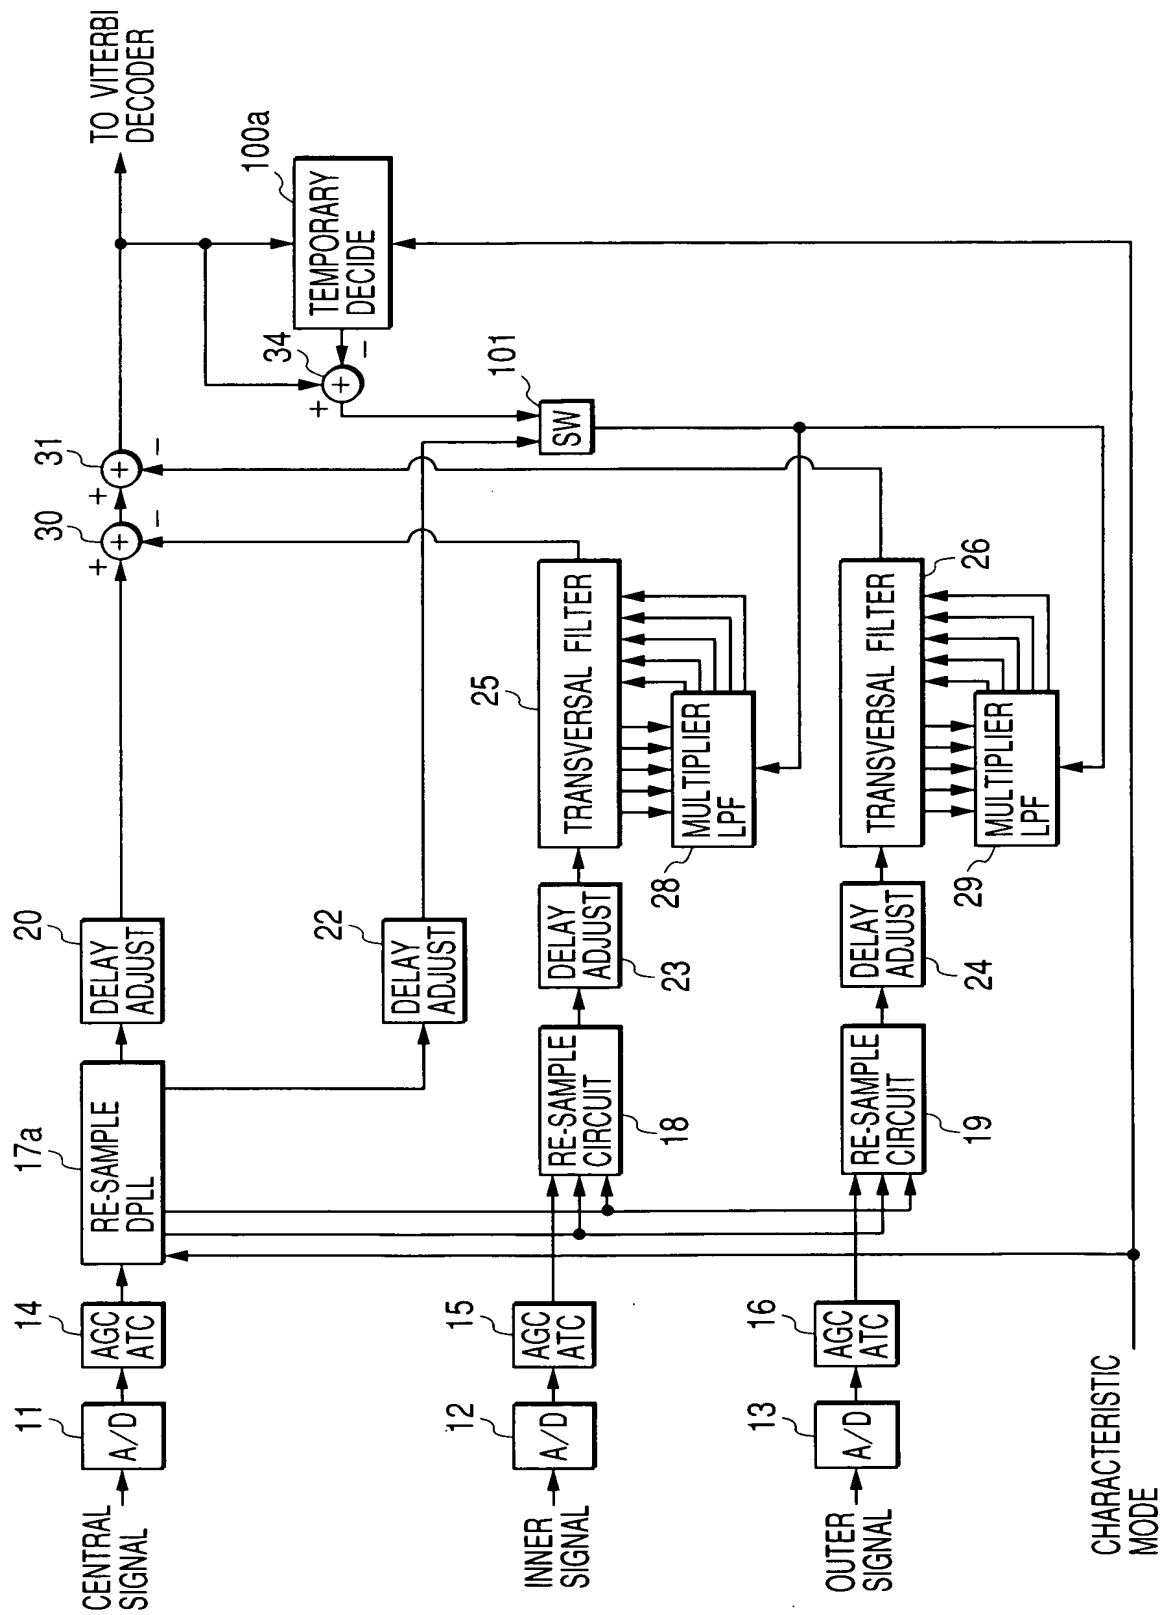 CENTRAL
SIGNAL
11
A/D
14
AGC
ATC
17a
RE-SAMPLE
DPLL
20
DELAY
ADJUST
30
+
+
−
31
+
+
−
TO VITERBI
DECODER
22
DELAY
ADJUST
34
+
+
−
100a
TEMPORARY
DECIDE
101
SW
INNER
SIGNAL
12
A/D
15
AGC
ATC
18
RE-SAMPLE
CIRCUIT
23
DELAY
ADJUST
25
TRANSVERSAL FILTER
28
MULTIPLIER
LPF
OUTER
SIGNAL
13
A/D
16
AGC
ATC
19
RE-SAMPLE
CIRCUIT
24
DELAY
ADJUST
26
TRANSVERSAL FILTER
29
MULTIPLIER
LPF
CHARACTERISTIC
MODE